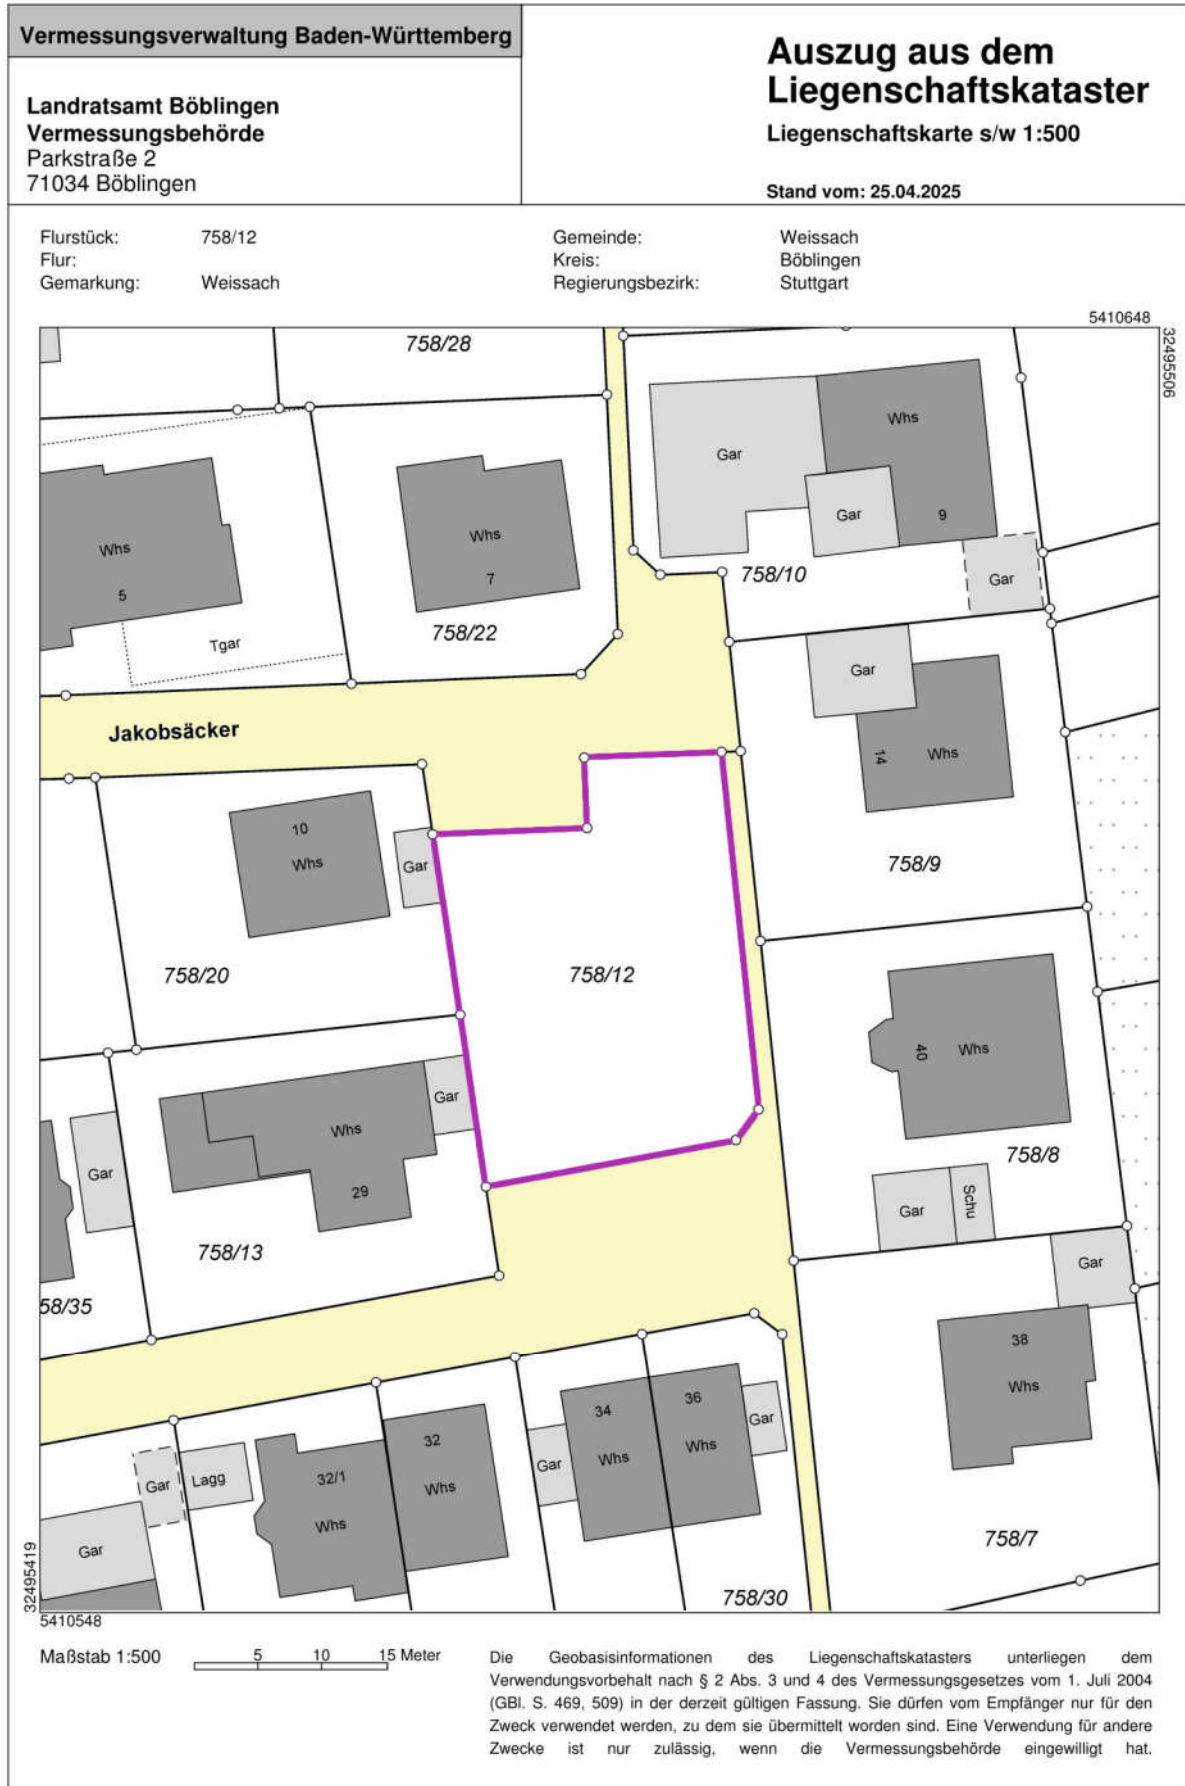 Vermessungsverwaltung Baden-Württemberg
Landratsamt Böblingen
Vermessungsbehörde
Parkstraße 2
71034 Böblingen
Auszug aus dem
Liegenschaftskataster
Liegenschaftskarte s/w 1:500
Stand vom: 25.04.2025
Flurstück: 758/12
Flur:
Gemarkung: Weissach
Gemeinde: Weissach
Kreis: Böblingen
Regierungsbezirk: Stuttgart
5410648
32495506
758/28
Whs
Gar
Gar
9
Whs
5
Whs
7
758/10
Gar
758/22
Tgar
Gar
Jakobsäcker
14
Whs
10
Whs
Gar
758/9
758/20
758/12
40
Whs
Gar
Whs
29
Gar
758/8
Gar
Schu
758/13
Gar
58/35
38
Whs
36
34
32
Gar
Whs
Whs
Gar
Gar
Lagg
32/1
Whs
Whs
Gar
758/7
758/30
32495419
5410548
Maßstab 1:500
5 10 15 Meter
Die Geobasisinformationen des Liegenschaftskatasters unterliegen dem
Verwendungsvorbehalt nach § 2 Abs. 3 und 4 des Vermessungsgesetzes vom 1. Juli 2004
(GBl. S. 469, 509) in der derzeit gültigen Fassung. Sie dürfen vom Empfänger nur für den
Zweck verwendet werden, zu dem sie übermittelt worden sind. Eine Verwendung für andere
Zwecke ist nur zulässig, wenn die Vermessungsbehörde eingewilligt hat.